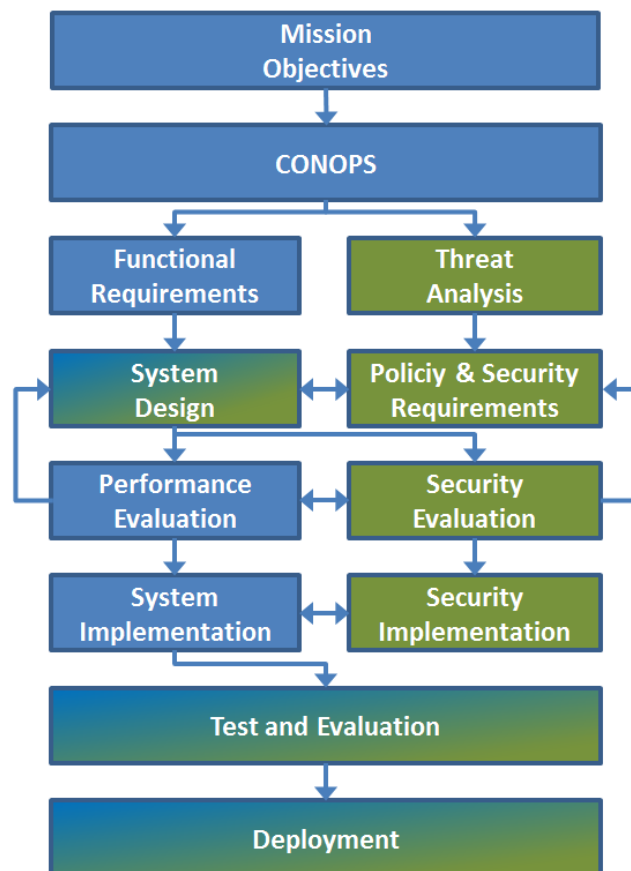 Mission
Objectives
CONOPS
Functional
Requirements
Threat
Analysis
System
Design
Policiy & Security
Requirements
Performance
Evaluation
Security
Evaluation
System
Implementation
Security
Implementation
Test and Evaluation
Deployment